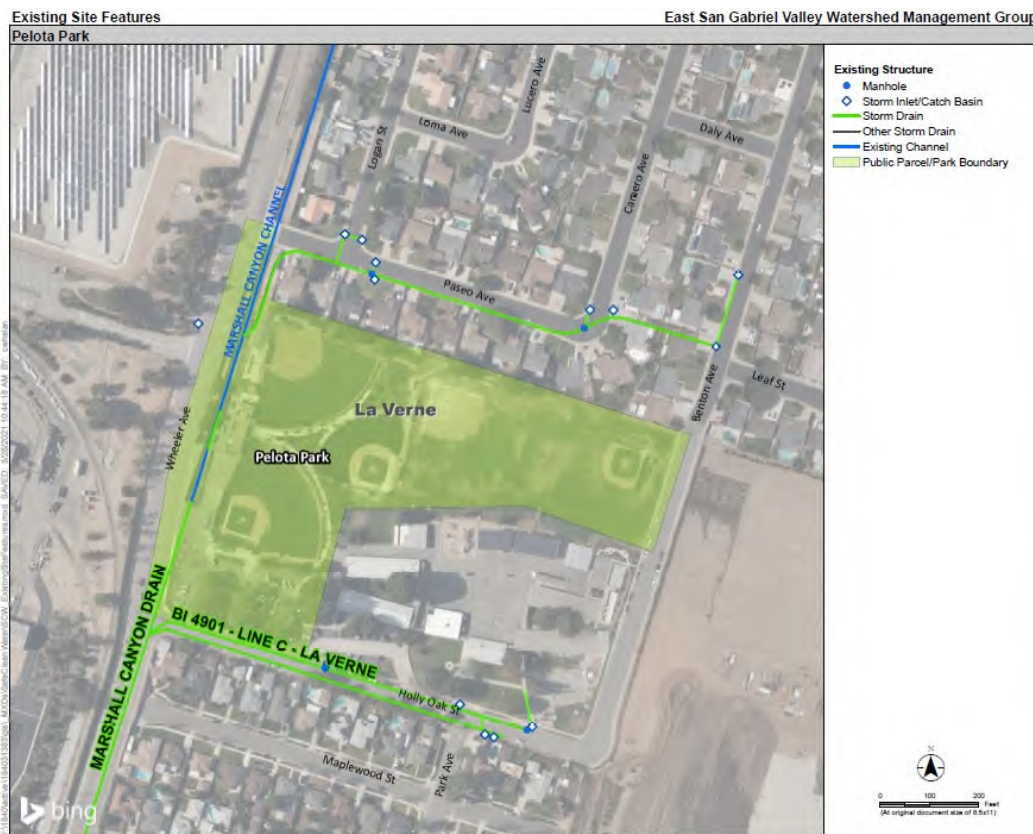 Existing Site Features
East San Gabriel Valley Watershed Management Group
Pelota Park
Existing Structure
Manhole
Storm Inlet/Catch Basin
Storm Drain
Other Storm Drain
Existing Channel
Public Parcel/Park Boundary
Lucero Ave
Loma Ave
Logan St
Daly Ave
Carrero Ave
MARSHALL CANYON CHANNEL
Paseo Ave
Leaf St
Benton Ave
La Verne
Wheeler Ave
Pelota Park
MARSHALL CANYON DRAIN
BI 4901 - LINE C - LA VERNE
Holly Oak St
Maplewood St
Park Ave
bing
N
0 100 200
Feet
(At original document size of 8.5x11)